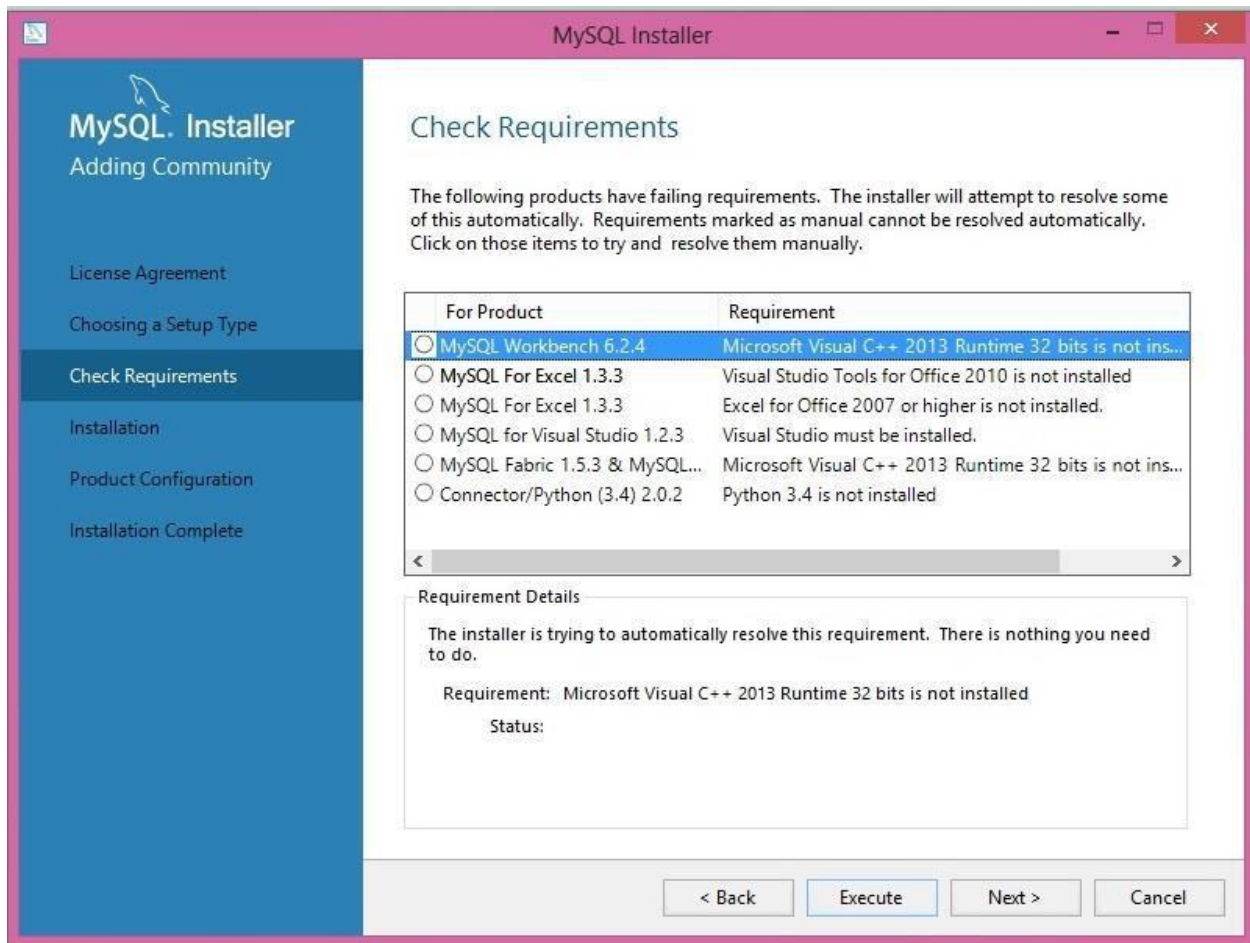 MySQL Installer
MySQL. Installer
Adding Community
License Agreement
Choosing a Setup Type
Check Requirements
Installation
Product Configuration
Installation Complete
Check Requirements
The following products have failing requirements. The installer will attempt to resolve some
of this automatically. Requirements marked as manual cannot be resolved automatically.
Click on those items to try and resolve them manually.
For Product Requirement
MySQL Workbench 6.2.4 Microsoft Visual C++ 2013 Runtime 32 bits is not ins...
MySQL For Excel 1.3.3 Visual Studio Tools for Office 2010 is not installed
MySQL For Excel 1.3.3 Excel for Office 2007 or higher is not installed.
MySQL for Visual Studio 1.2.3 Visual Studio must be installed.
MySQL Fabric 1.5.3 & MySQL... Microsoft Visual C++ 2013 Runtime 32 bits is not ins...
Connector/Python (3.4) 2.0.2 Python 3.4 is not installed
Requirement Details
The installer is trying to automatically resolve this requirement. There is nothing you need
to do.
Requirement: Microsoft Visual C++ 2013 Runtime 32 bits is not installed
Status:
< Back Execute Next > Cancel